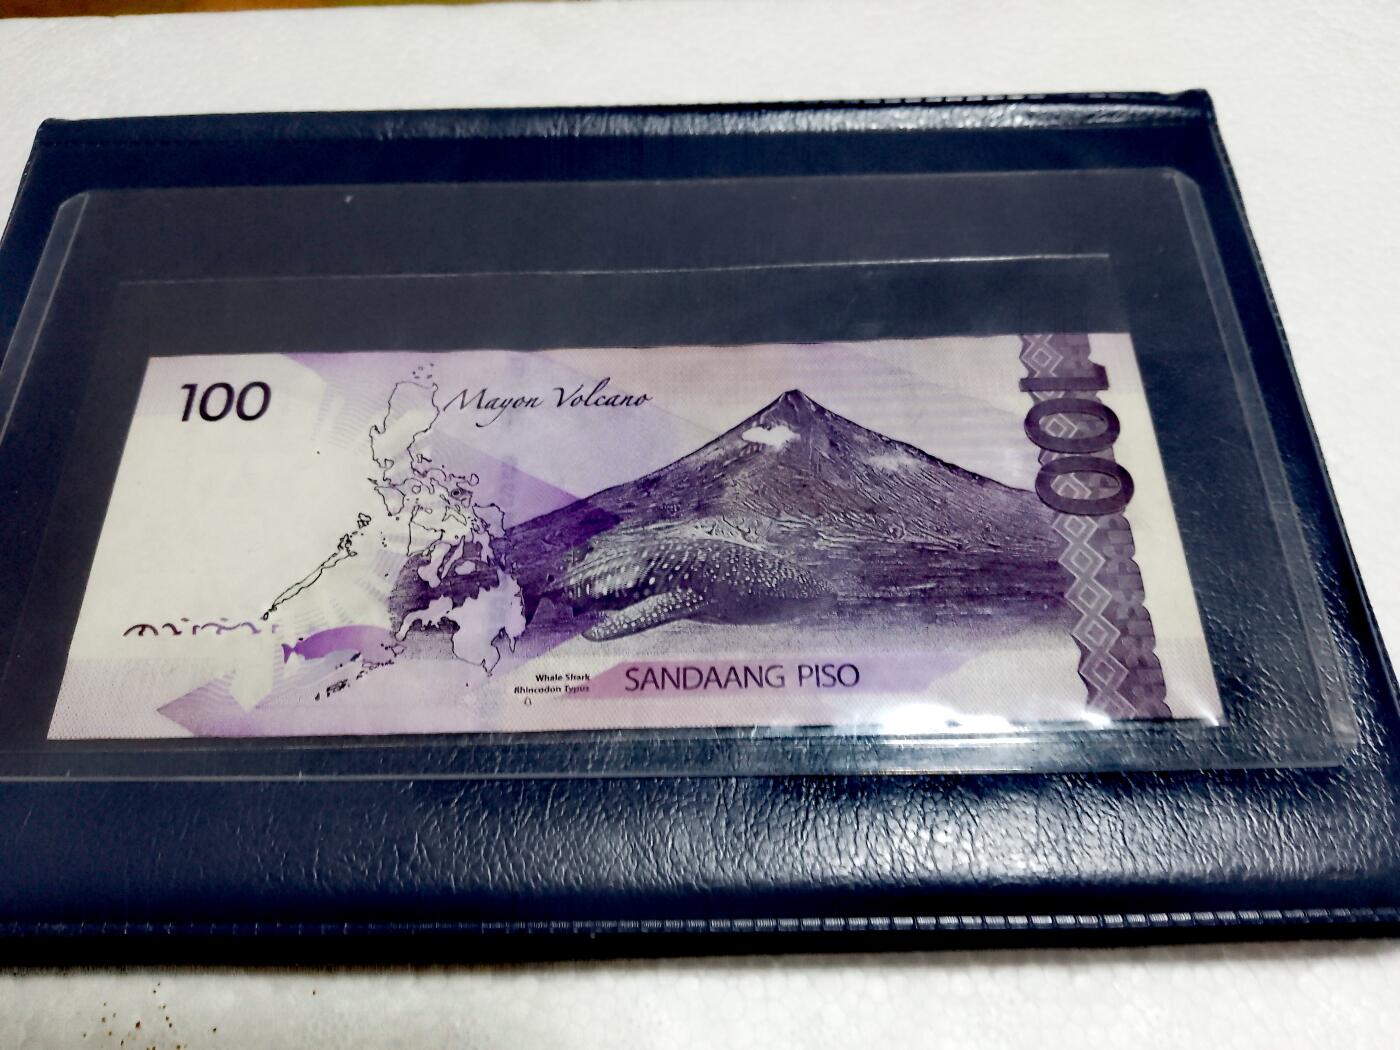 100
Mayon Volcano
100
Whale Shark
Rhincodon Typus
SANDAANG PISO